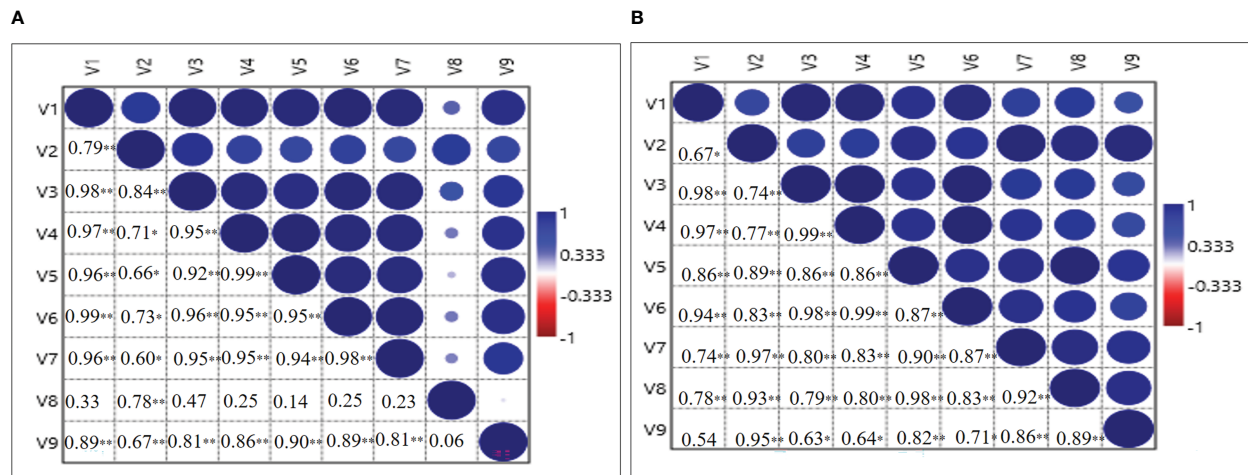 A
V1 V2 V3 V4 V5 V6 V7 V8 V9
V1
V2 0.79**
V3 0.98** 0.84**
V4 0.97** 0.71* 0.95**
V5 0.96** 0.66* 0.92** 0.99**
V6 0.99** 0.73* 0.96** 0.95** 0.95**
V7 0.96** 0.60* 0.95** 0.95** 0.94** 0.98**
V8 0.33 0.78** 0.47 0.25 0.14 0.25 0.23
V9 0.89** 0.67** 0.81** 0.86** 0.90** 0.89** 0.81** 0.06
1
0.333
-0.333
-1
B
V1 V2 V3 V4 V5 V6 V7 V8 V9
V1
V2 0.67*
V3 0.98** 0.74**
V4 0.97** 0.77** 0.99**
V5 0.86** 0.89** 0.86** 0.86**
V6 0.94** 0.83** 0.98** 0.99** 0.87**
V7 0.74** 0.97** 0.80** 0.83** 0.90** 0.87**
V8 0.78** 0.93** 0.79** 0.80** 0.98** 0.83** 0.92**
V9 0.54 0.95** 0.63* 0.64* 0.82** 0.71* 0.86** 0.89**
1
0.333
-0.333
-1